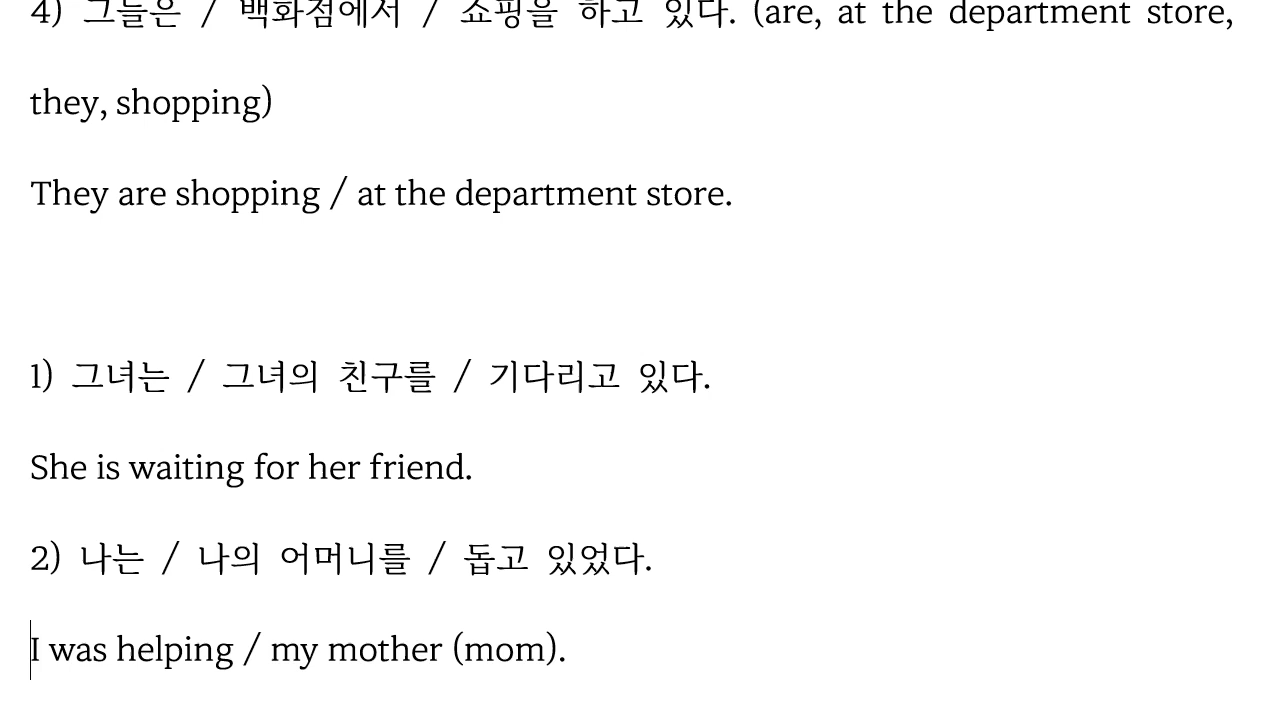 4) 그들은 / 백화점에서 / 쇼핑을 하고 있다. (are, at the department store,
they, shopping)
They are shopping / at the department store.
1) 그녀는 / 그녀의 친구를 / 기다리고 있다.
She is waiting for her friend.
2) 나는 / 나의 어머니를 / 돕고 있었다.
I was helping / my mother (mom).